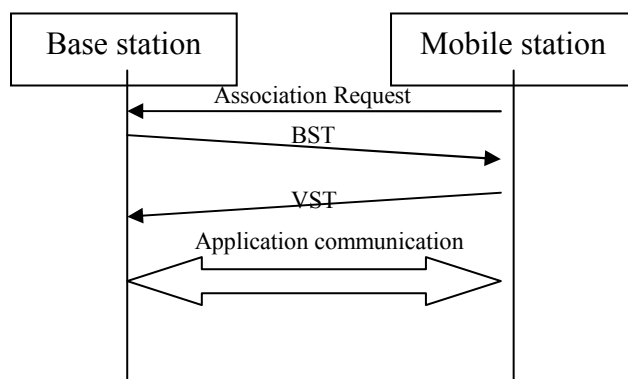 Base station
Mobile station
Association Request
BST
VST
Application communication